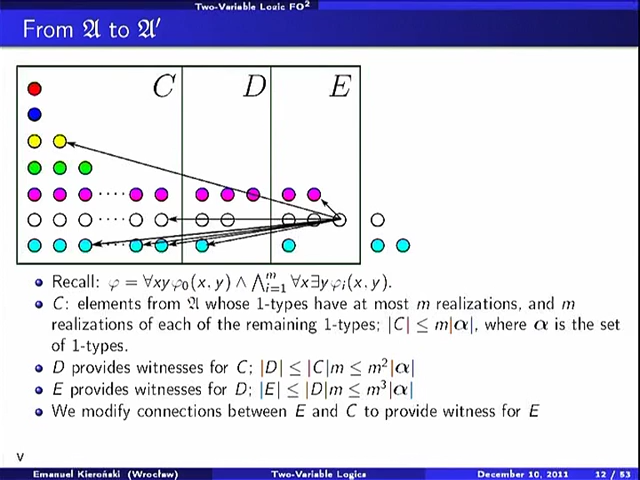 Two-Variable Logic FO²
From 𝔄 to 𝔄′
C D E
• Recall: φ = ∀xyφ₀(x, y) ∧ ⋀ᵐᵢ₌₁ ∀x∃yφᵢ(x, y).
• C: elements from 𝔄 whose 1-types have at most m realizations, and m
realizations of each of the remaining 1-types; |C| ≤ m|α|, where α is the set
of 1-types.
• D provides witnesses for C; |D| ≤ |C|m ≤ m²|α|
• E provides witnesses for D; |E| ≤ |D|m ≤ m³|α|
• We modify connections between E and C to provide witness for E
V
Emanuel Kieroński (Wrocław) Two-Variable Logics December 10, 2011 12 / 53